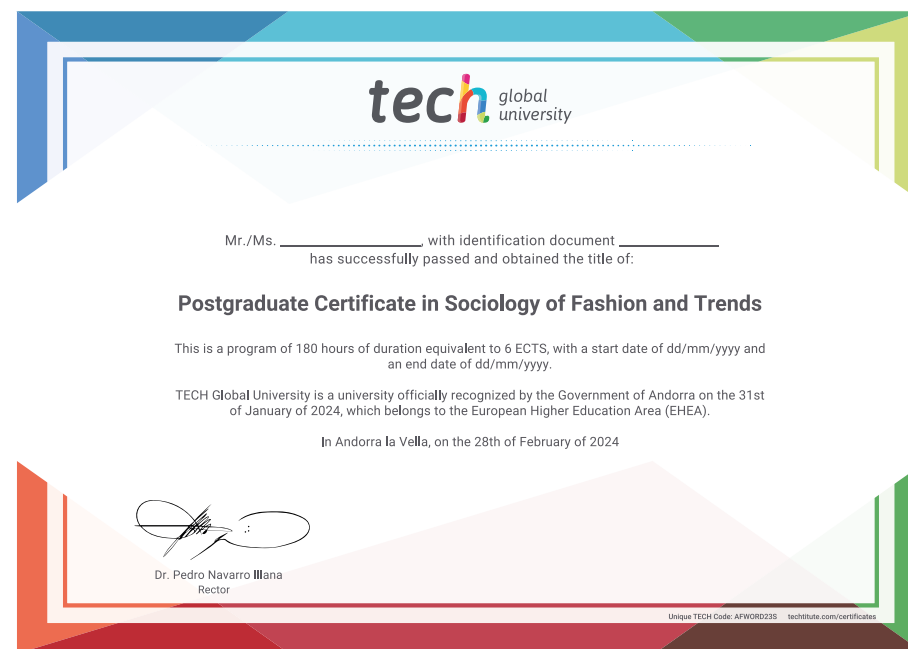 tech global university
Mr./Ms. ____________, with identification document ____________
has successfully passed and obtained the title of:
Postgraduate Certificate in Sociology of Fashion and Trends
This is a program of 180 hours of duration equivalent to 6 ECTS, with a start date of dd/mm/yyyy and
an end date of dd/mm/yyyy.
TECH Global University is a university officially recognized by the Government of Andorra on the 31st
of January of 2024, which belongs to the European Higher Education Area (EHEA).
In Andorra la Vella, on the 28th of February of 2024
Dr. Pedro Navarro Illana
Rector
Unique TECH Code: AFWORD23S techtitute.com/certificates